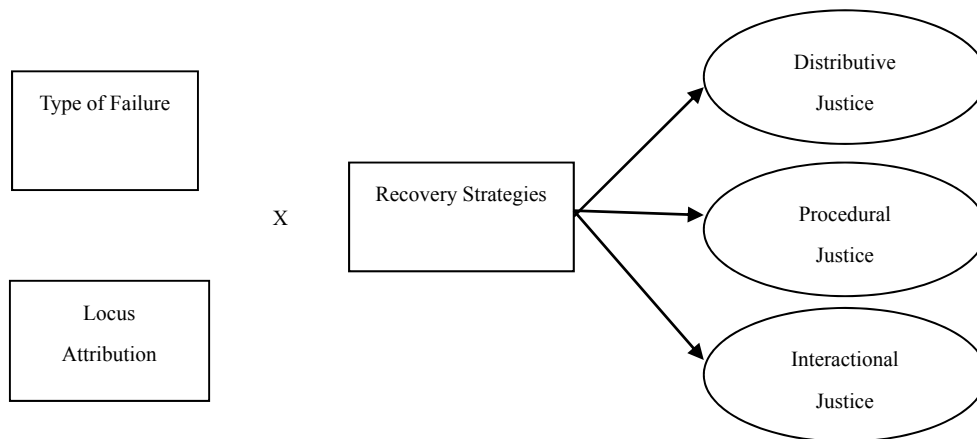 Type of Failure
Locus
Attribution
X
Recovery Strategies
Distributive
Justice
Procedural
Justice
Interactional
Justice